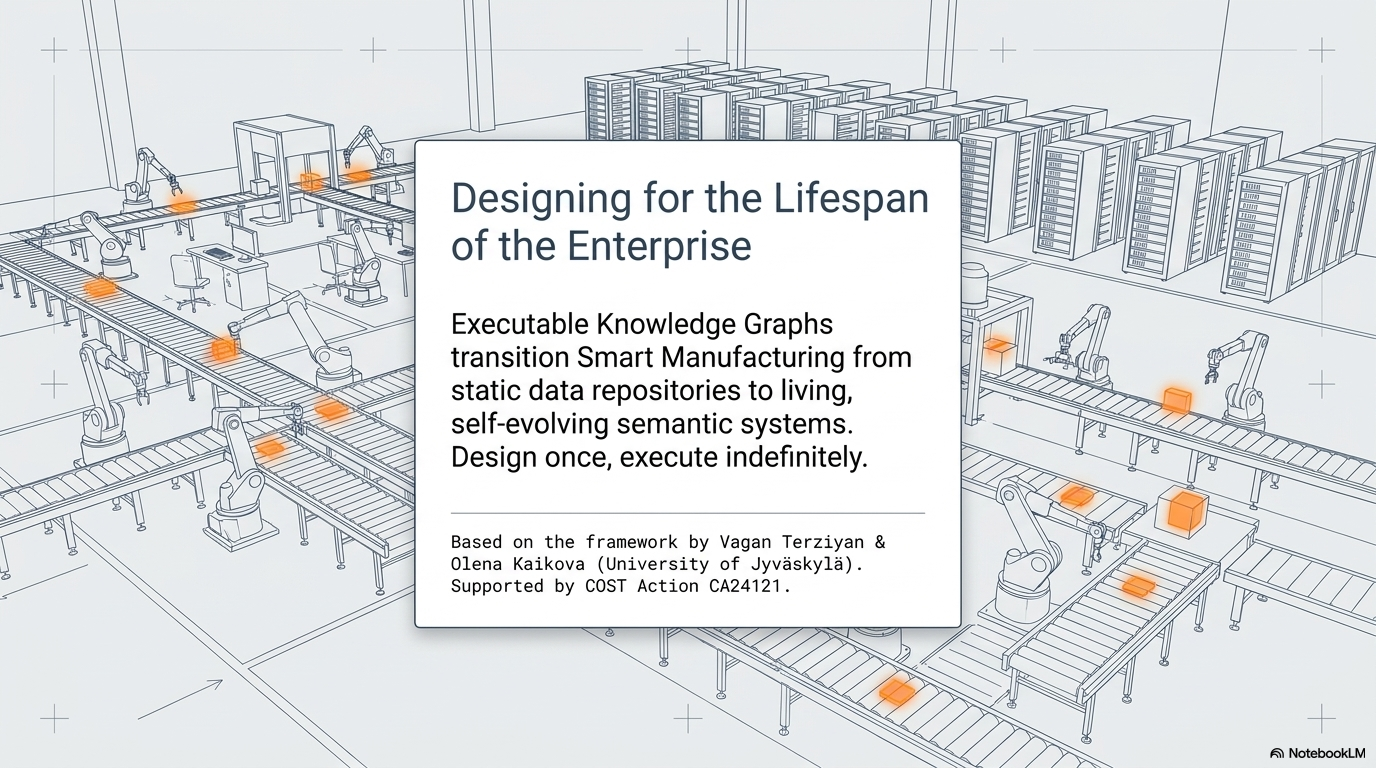 Designing for the Lifespan
of the Enterprise
Executable Knowledge Graphs
transition Smart Manufacturing from
static data repositories to living,
self-evolving semantic systems.
Design once, execute indefinitely.
Based on the framework by Vagan Terziyan &
Olena Kaikova (University of Jyväskylä).
Supported by COST Action CA24121.
NotebookLM